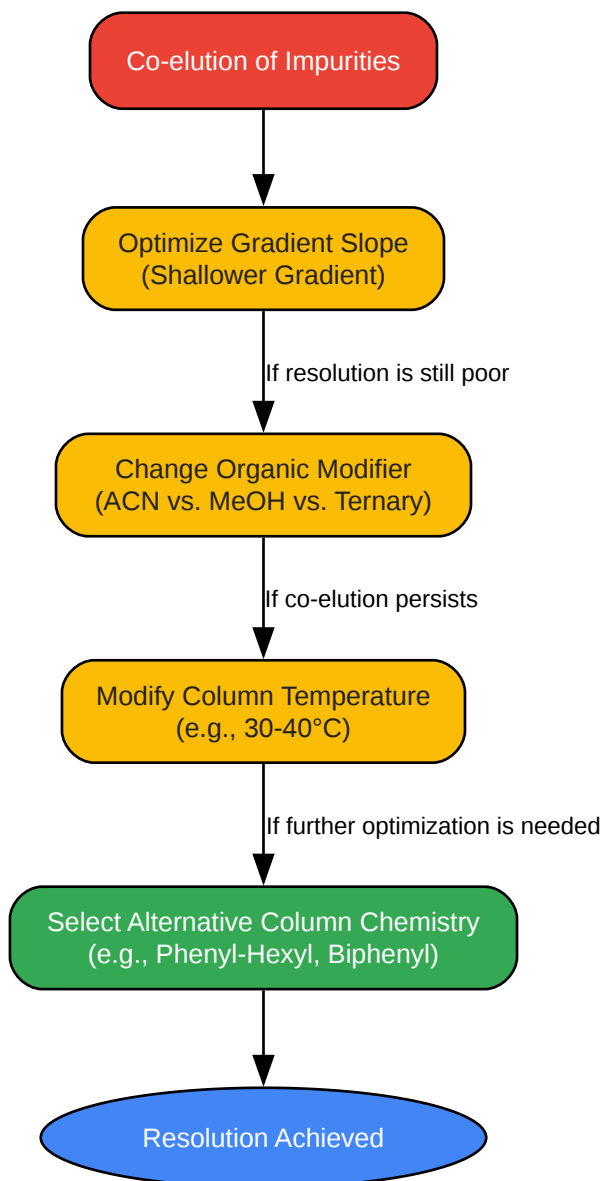 Co-elution of Impurities
Optimize Gradient Slope
(Shallower Gradient)
If resolution is still poor
Change Organic Modifier
(ACN vs. MeOH vs. Ternary)
If co-elution persists
Modify Column Temperature
(e.g., 30-40°C)
If further optimization is needed
Select Alternative Column Chemistry
(e.g., Phenyl-Hexyl, Biphenyl)
Resolution Achieved